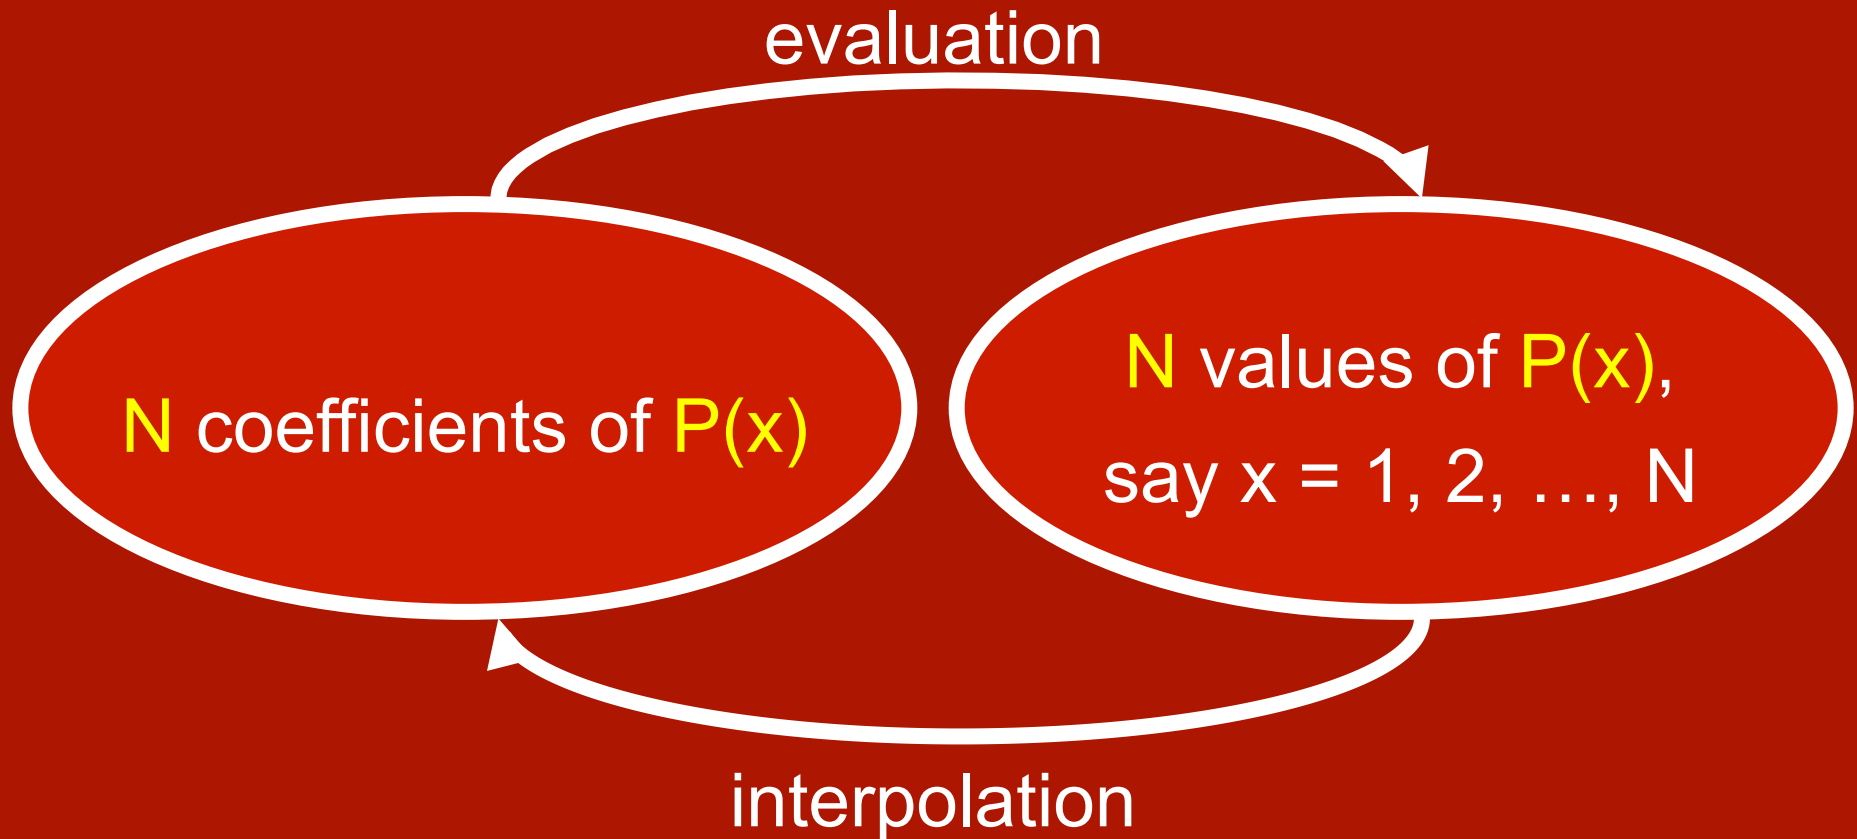 evaluation
N coefficients of P(x)
N values of P(x),
say x = 1, 2, …, N
interpolation